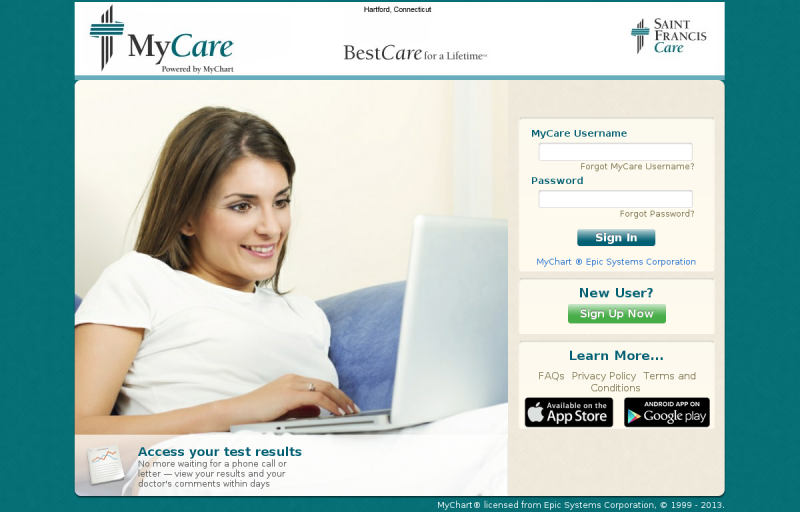 Hartford, Connecticut
MyCare
Powered by MyChart
BestCare for a Lifetime℠
SAINT
FRANCIS
Care
MyCare Username
Forgot MyCare Username?
Password
Forgot Password?
Sign In
MyChart ® Epic Systems Corporation
New User?
Sign Up Now
Learn More...
FAQs Privacy Policy Terms and
Conditions
Available on the
App Store
ANDROID APP ON
Google play
Access your test results
No more waiting for a phone call or
letter — view your results and your
doctor's comments within days
MyChart® licensed from Epic Systems Corporation, © 1999 - 2013.